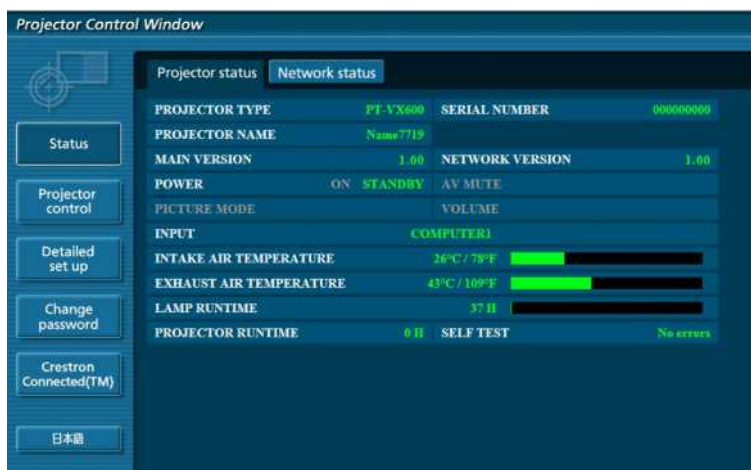 Projector Control Window
Projector status Network status
PROJECTOR TYPE PT-VX600 SERIAL NUMBER 000000000
PROJECTOR NAME Name7719
MAIN VERSION 1.00 NETWORK VERSION 1.00
POWER ON STANDBY AV MUTE
PICTURE MODE VOLUME
INPUT COMPUTER1
INTAKE AIR TEMPERATURE 26°C / 78°F
EXHAUST AIR TEMPERATURE 43°C / 109°F
LAMP RUNTIME 37 H
PROJECTOR RUNTIME 0 H SELF TEST No errors
Status
Projector
control
Detailed
set up
Change
password
Crestron
Connected(TM)
日本語